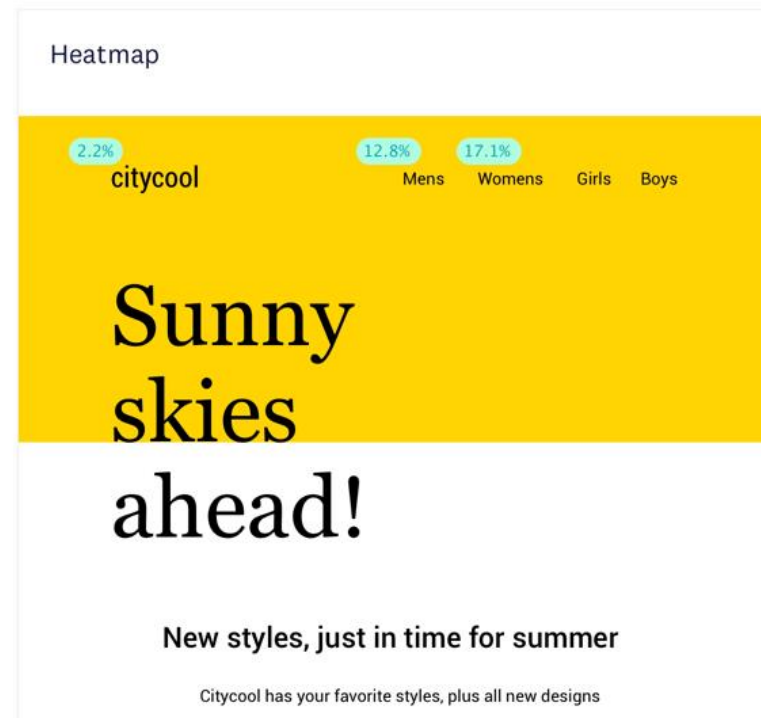 Heatmap
2.2% 12.8% 17.1%
citycool Mens Womens Girls Boys
Sunny
skies
ahead!
New styles, just in time for summer
Citycool has your favorite styles, plus all new designs